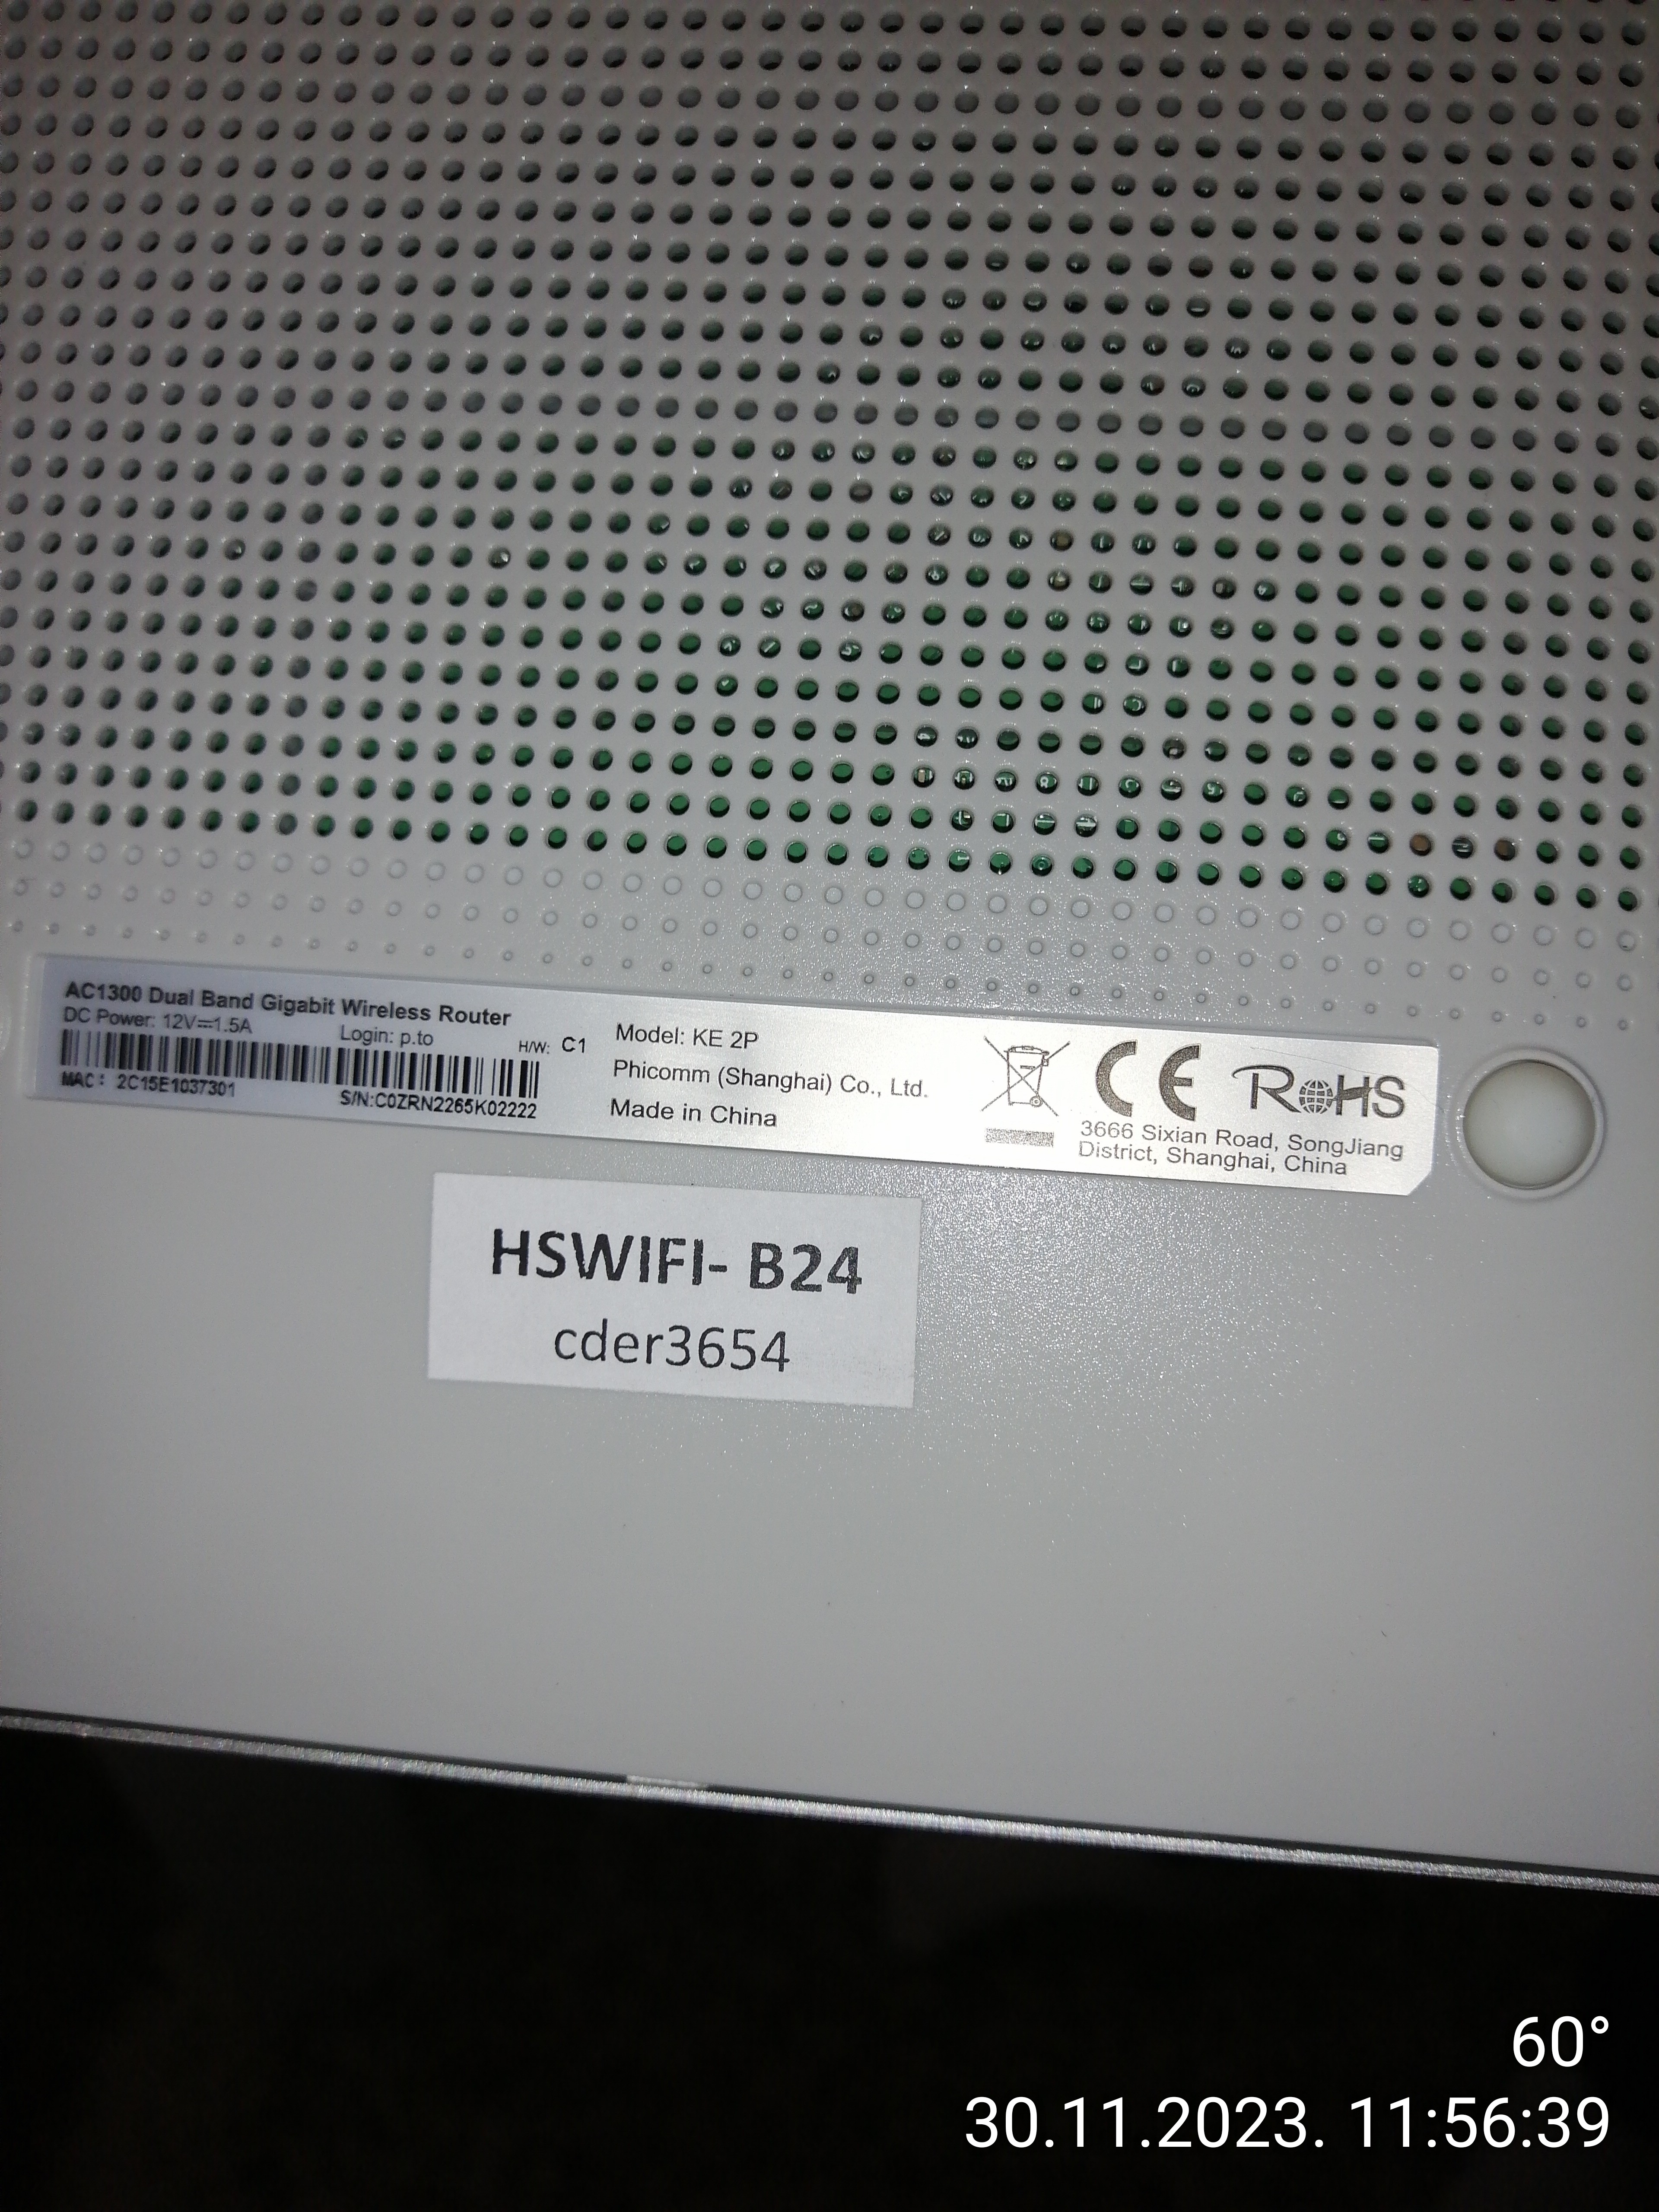 AC1300 Dual Band Gigabit Wireless Router
DC Power: 12V⎓1.5A
Login: p.to
H/W: C1
MAC: 2C15E1037301
S/N:C0ZRN2265K02222
Model: KE 2P
Phicomm (Shanghai) Co., Ltd.
Made in China
CE
RoHS
3666 Sixian Road, SongJiang
District, Shanghai, China
HSWIFI- B24
cder3654
60°
30.11.2023. 11:56:39